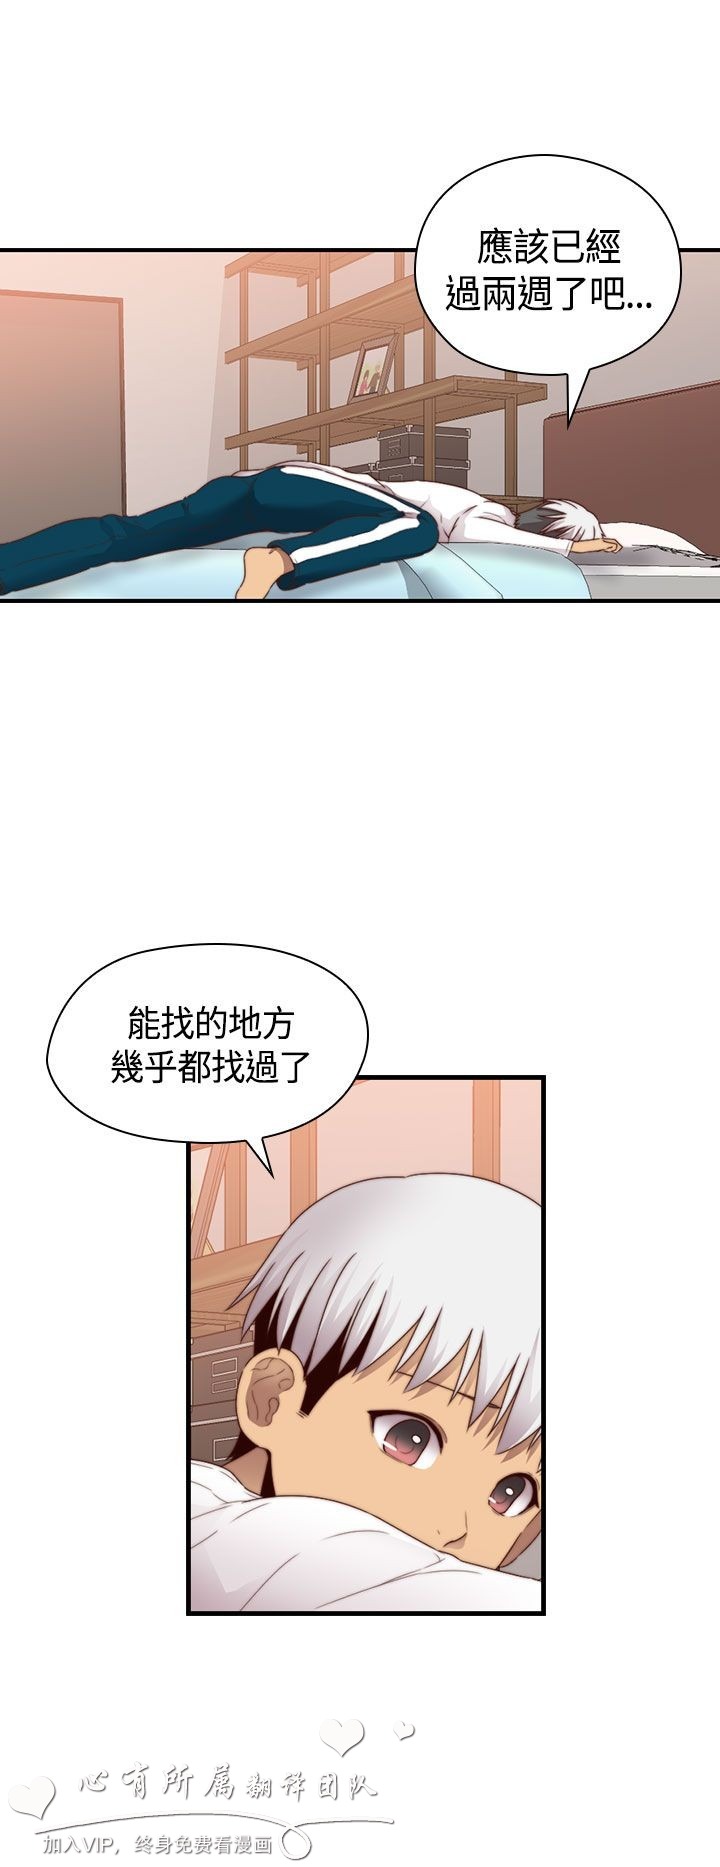 應該已經
過兩週了吧...
能找的地方
幾乎都找過了
心有所属翻译团队
加入VIP，终身免费看漫画